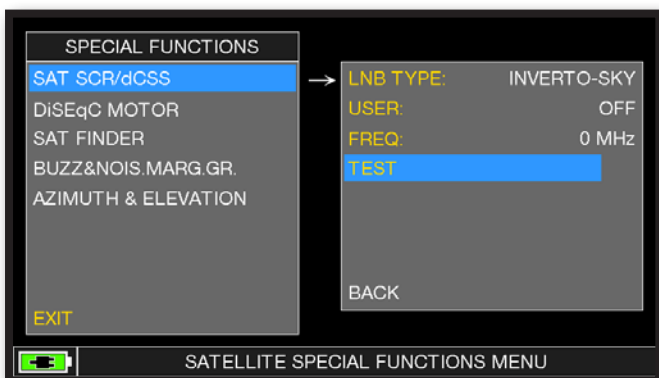 SPECIAL FUNCTIONS
SAT SCR/dCSS
DiSEqC MOTOR
SAT FINDER
BUZZ&NOIS.MARG.GR.
AZIMUTH & ELEVATION
EXIT
LNB TYPE: INVERTO-SKY
USER: OFF
FREQ: 0 MHz
TEST
BACK
SATELLITE SPECIAL FUNCTIONS MENU